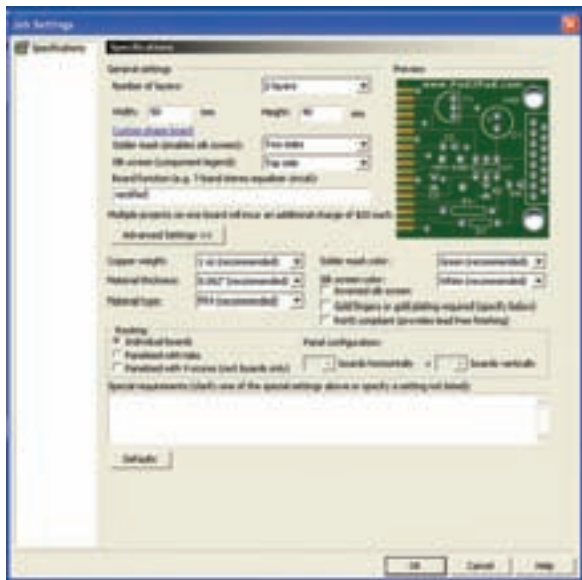 Job Settings
Specifications
Specifications
General settings
Preview
Number of layers:
2 layers
Width:
mm
Height:
mm
Custom shape board
Solder mask (enables silk screen):
Two sides
Silk screen (component legend):
Top side
Board function (e.g. 7-band stereo equalizer circuit):
Multiple projects on one board will incur an additional charge of $20 each.
Advanced Settings <<
Copper weight:
1 oz (recommended)
Solder mask color:
Green (recommended)
Material thickness:
0.062" (recommended)
Silk screen color:
White (recommended)
Material type:
FR4 (recommended)
Gold fingers or gold plating required (specify below)
RoHS compliant (provides lead free finishing)
Routing
Individual boards
Panelized with tabs
Panelized with V-scores (rect boards only)
Panel configuration:
boards horizontally x
boards vertically
Special requirements (clarify one of the special settings above or specify a setting not listed):
Defaults
OK
Cancel
Help